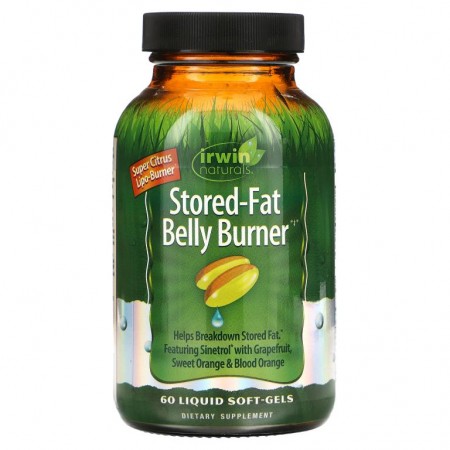 irwin
naturals®
Super Citrus
Lipo-Burner*
Stored-Fat
Belly Burner*†
Helps Breakdown Stored Fat,*
Featuring Sinetrol® with Grapefruit,
Sweet Orange & Blood Orange
60 LIQUID SOFT-GELS
DIETARY SUPPLEMENT